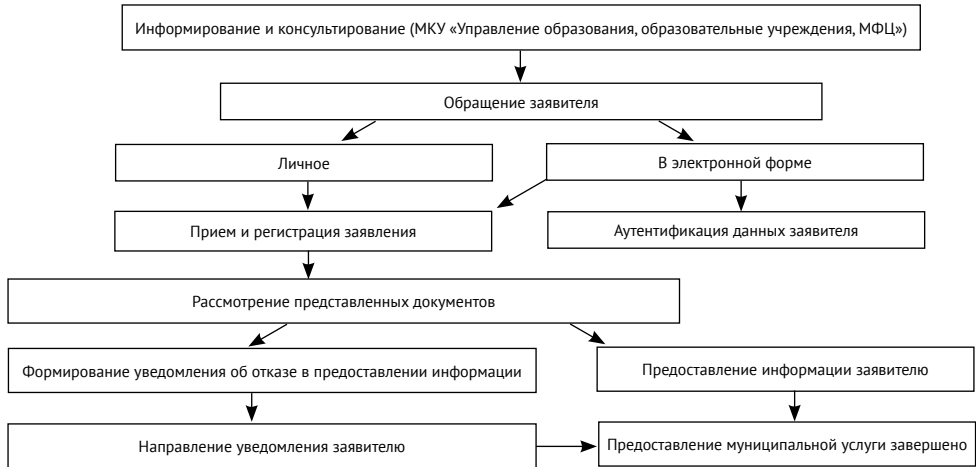 Информирование и консультирование (МКУ «Управление образования, образовательные учреждения, МФЦ»)
Обращение заявителя
Личное
В электронной форме
Прием и регистрация заявления
Аутентификация данных заявителя
Рассмотрение представленных документов
Формирование уведомления об отказе в предоставлении информации
Предоставление информации заявителю
Направление уведомления заявителю
Предоставление муниципальной услуги завершено